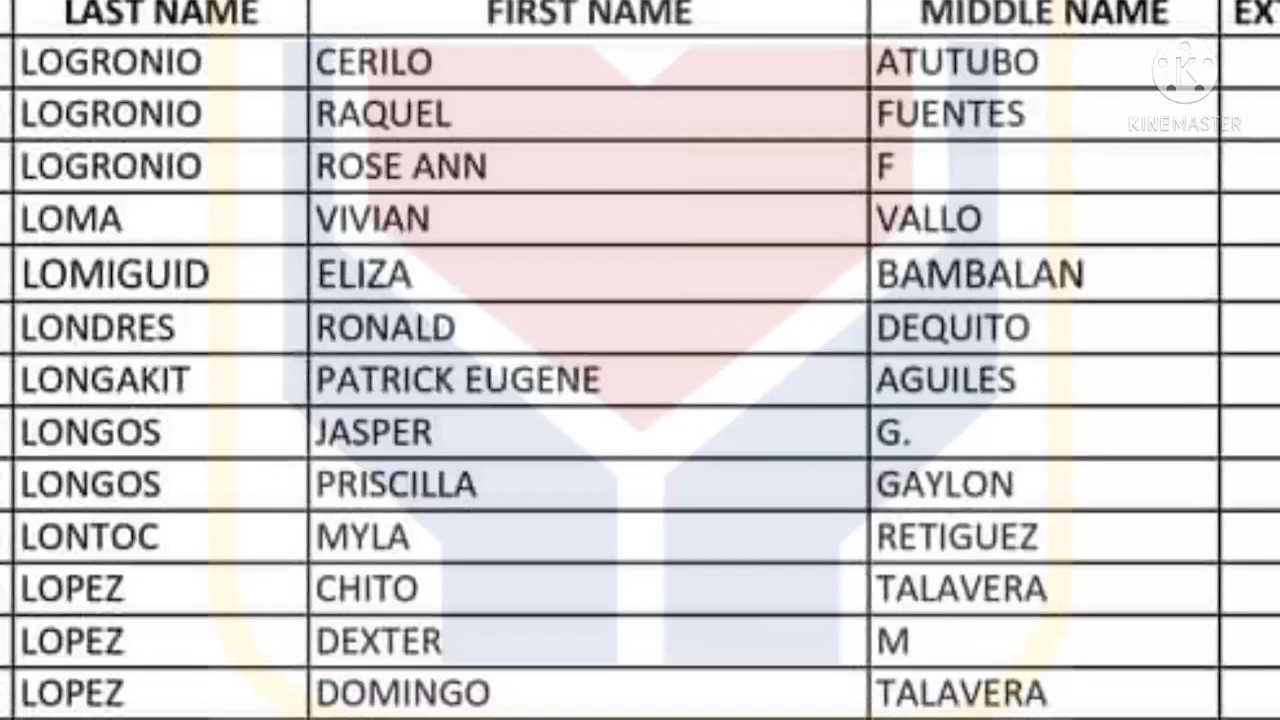 LAST NAME FIRST NAME MIDDLE NAME EX
LOGRONIO CERILO ATUTUBO
LOGRONIO RAQUEL FUENTES
LOGRONIO ROSE ANN F
LOMA VIVIAN VALLO
LOMIGUID ELIZA BAMBALAN
LONDRES RONALD DEQUITO
LONGAKIT PATRICK EUGENE AGUILES
LONGOS JASPER G.
LONGOS PRISCILLA GAYLON
LONTOC MYLA RETIGUEZ
LOPEZ CHITO TALAVERA
LOPEZ DEXTER M
LOPEZ DOMINGO TALAVERA
K
KINEMASTER